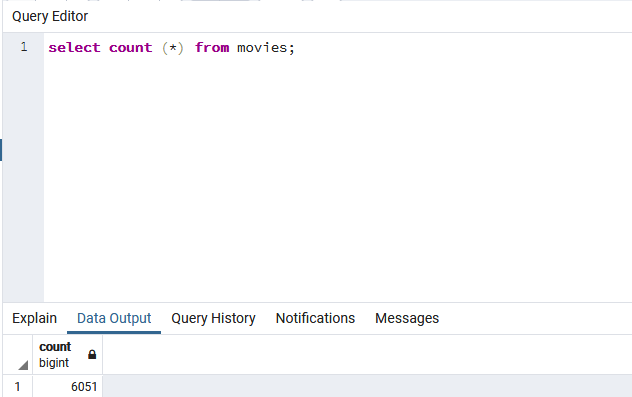 Query Editor
1 select count (*) from movies;
Explain Data Output Query History Notifications Messages
count
bigint
1 6051